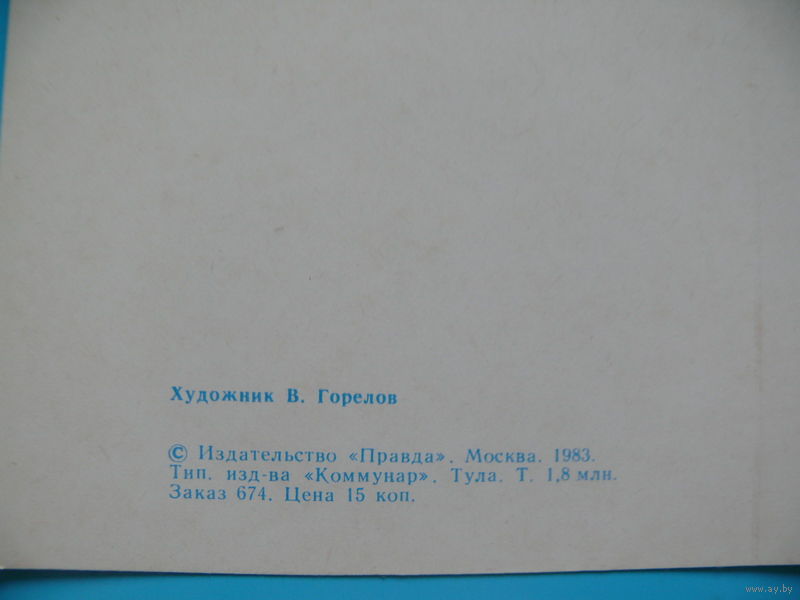 Художник В. Горелов
© Издательство «Правда». Москва. 1983.
Тип. изд-ва «Коммунар». Тула. Т. 1,8 млн.
Заказ 674. Цена 15 коп.
www.ay.by